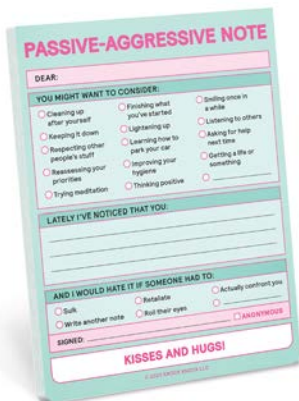 PASSIVE-AGGRESSIVE NOTE
DEAR:
YOU MIGHT WANT TO CONSIDER:
Cleaning up
after yourself
Keeping it down
Respecting other
people's stuff
Reassessing your
priorities
Trying meditation
Finishing what
you've started
Lightening up
Learning how to
park your car
Improving your
hygiene
Thinking positive
Smiling once in
a while
Listening to others
Asking for help
next time
Getting a life or
something
LATELY I'VE NOTICED THAT YOU:
AND I WOULD HATE IT IF SOMEONE HAD TO:
Sulk
Write another note
Retaliate
Roll their eyes
Actually confront you
SIGNED:
ANONYMOUS
KISSES AND HUGS!